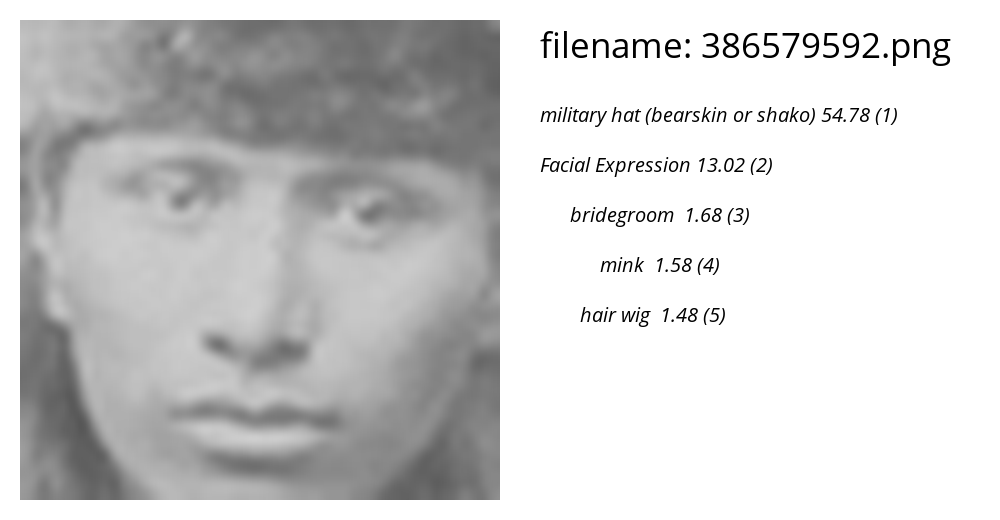 filename: 386579592.png
military hat (bearskin or shako) 54.78 (1)
Facial Expression 13.02 (2)
bridegroom 1.68 (3)
mink 1.58 (4)
hair wig 1.48 (5)